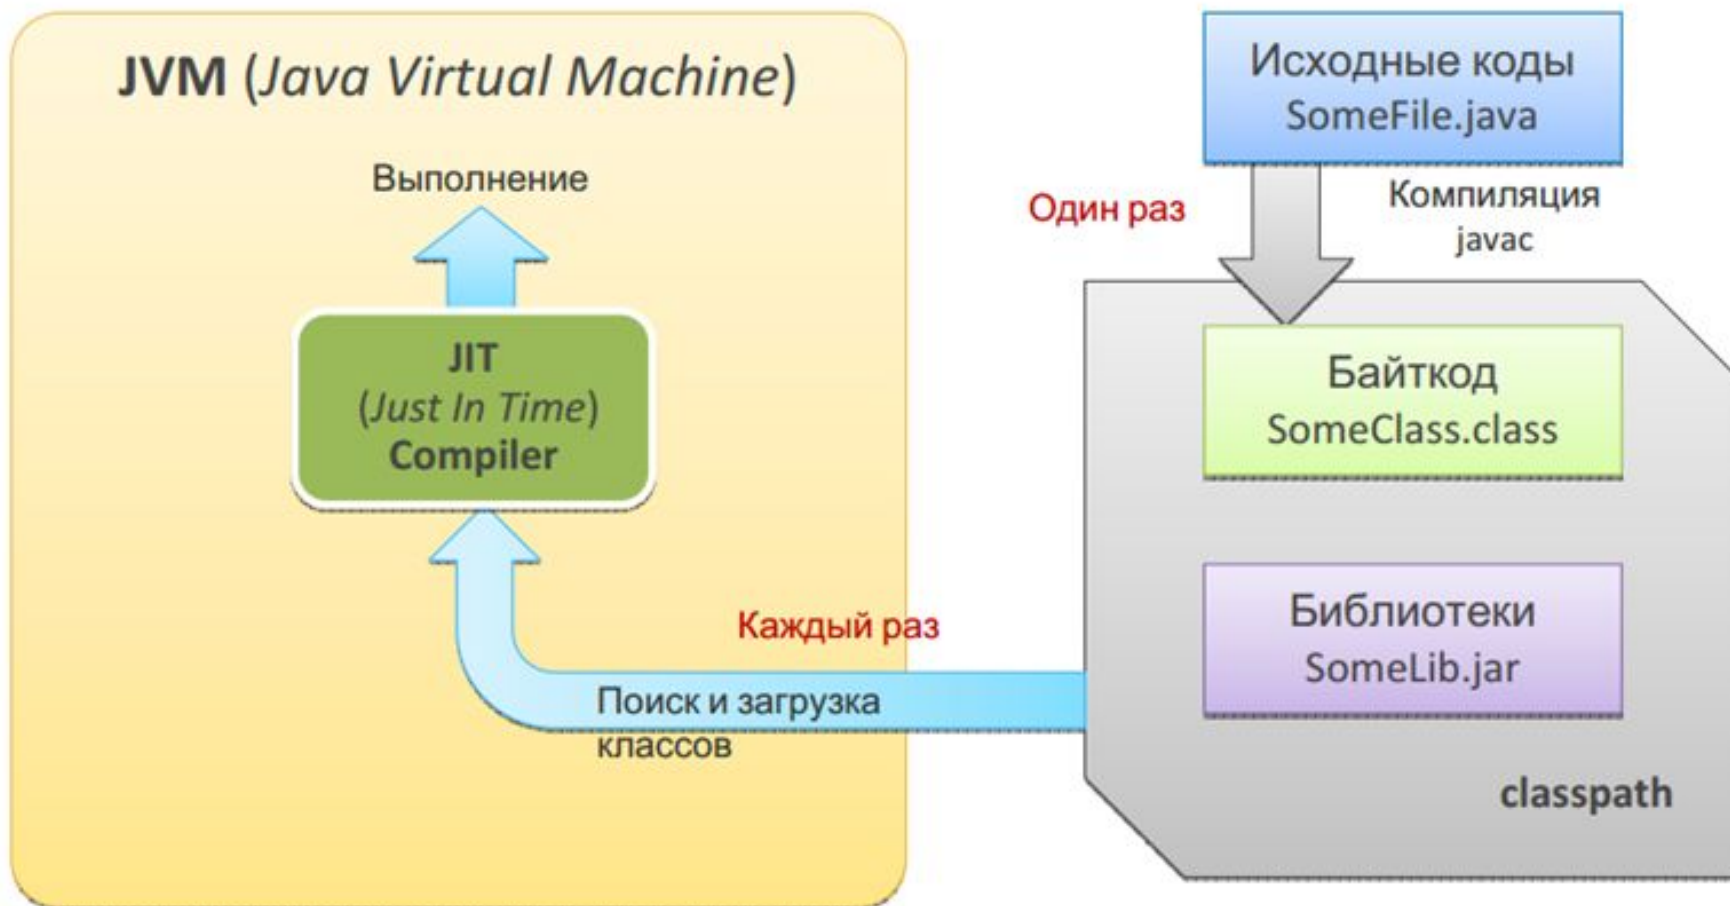 JVM (Java Virtual Machine)
Выполнение
JIT
(Just In Time)
Compiler
Каждый раз
Поиск и загрузка
классов
Исходные коды
SomeFile.java
Один раз
Компиляция
javac
Байткод
SomeClass.class
Библиотеки
SomeLib.jar
classpath